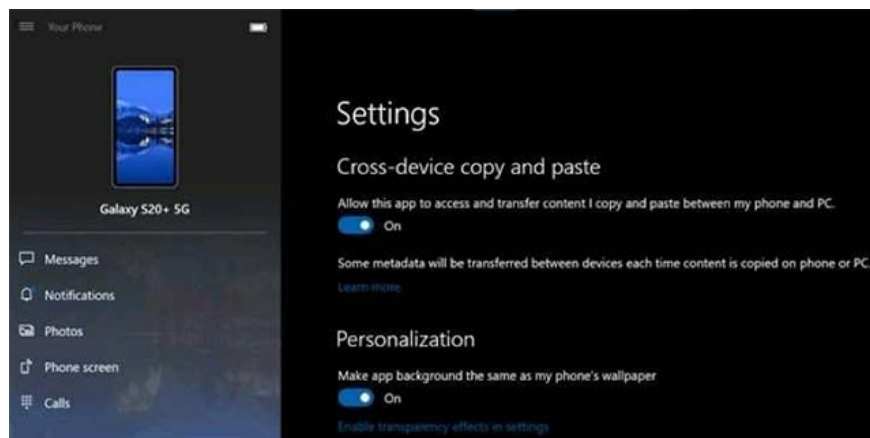 Your Phone
Galaxy S20+ 5G
Messages
Notifications
Photos
Phone screen
Calls
Settings
Cross-device copy and paste
Allow this app to access and transfer content I copy and paste between my phone and PC.
On
Some metadata will be transferred between devices each time content is copied on phone or PC.
Learn more
Personalization
Make app background the same as my phone's wallpaper
On
Enable transparency effects in settings